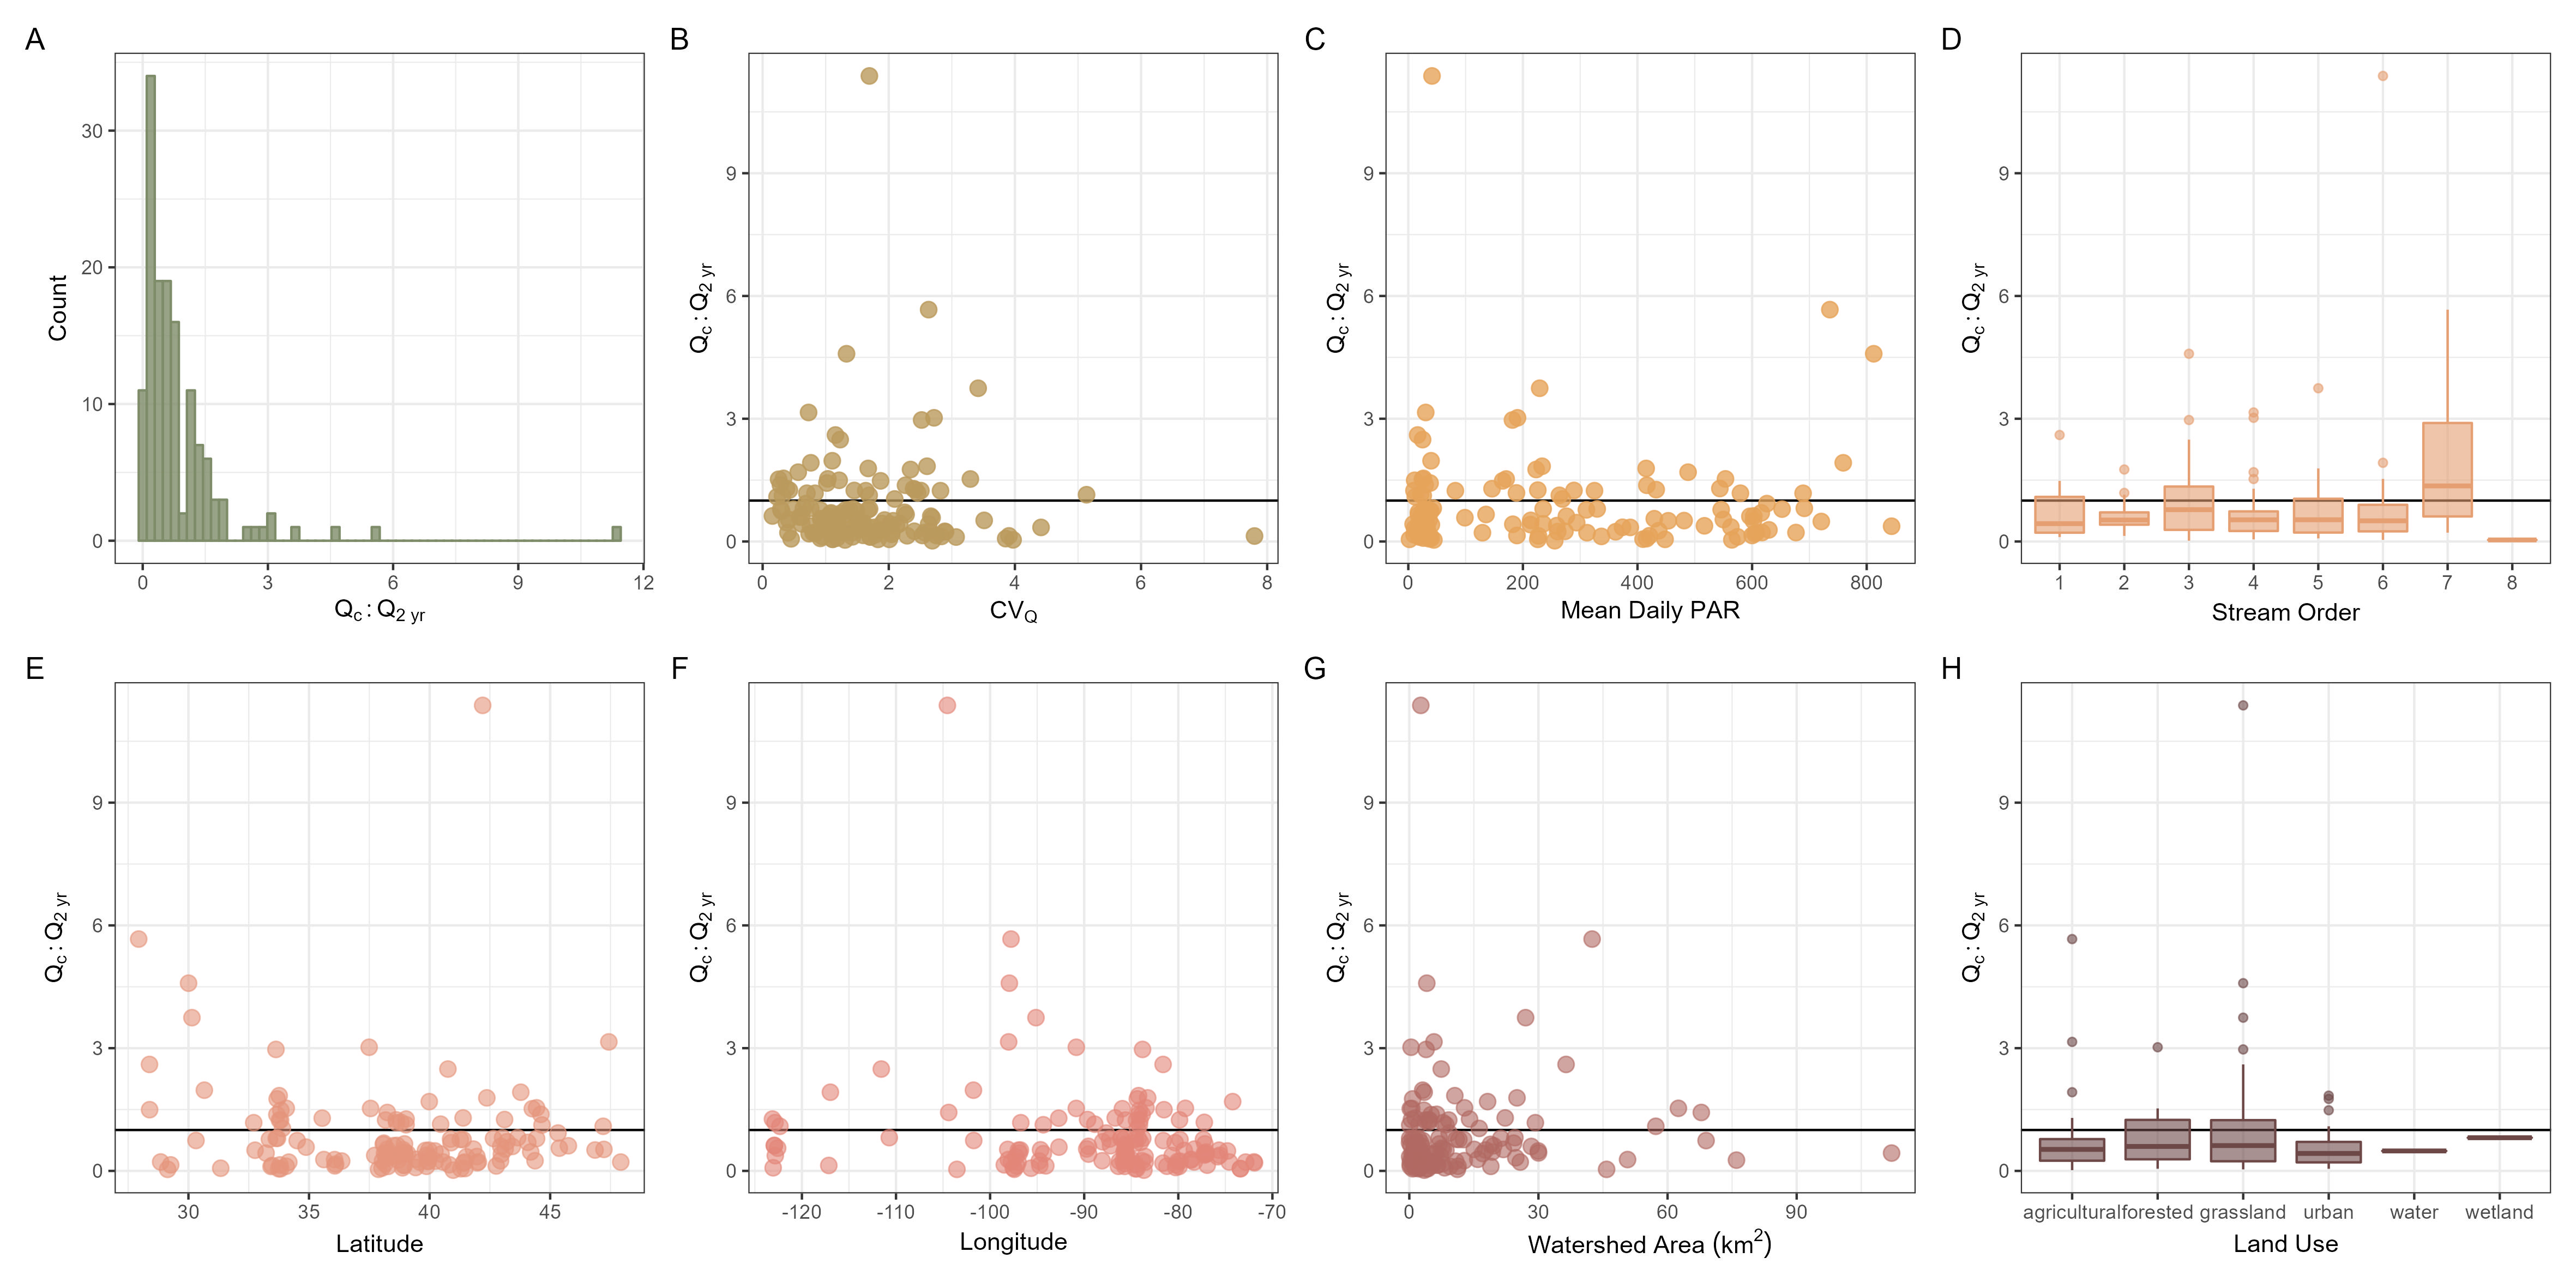 A
30
20
10
0
Count
0 3 6 9 12
Qc : Q2 yr
B
9
6
3
0
Qc : Q2 yr
0 2 4 6 8
CVQ
C
9
6
3
0
Qc : Q2 yr
0 200 400 600 800
Mean Daily PAR
D
9
6
3
0
Qc : Q2 yr
1 2 3 4 5 6 7 8
Stream Order
E
9
6
3
0
Qc : Q2 yr
30 35 40 45
Latitude
F
9
6
3
0
Qc : Q2 yr
-120 -110 -100 -90 -80 -70
Longitude
G
9
6
3
0
Qc : Q2 yr
0 30 60 90
Watershed Area (km²)
H
9
6
3
0
Qc : Q2 yr
agricultural forested grassland urban water wetland
Land Use